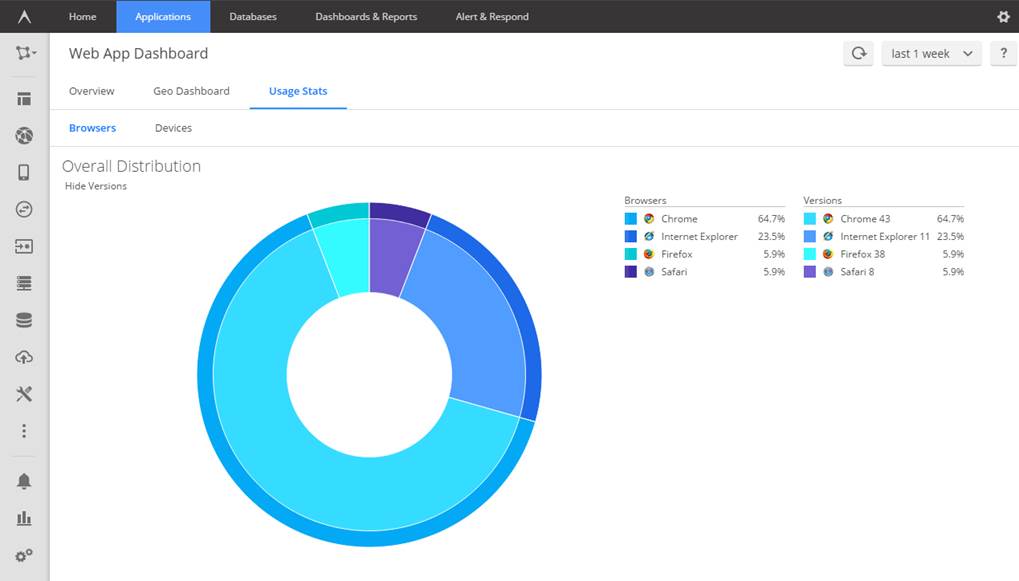 Home Applications Databases Dashboards & Reports Alert & Respond
Web App Dashboard
last 1 week
?
Overview Geo Dashboard Usage Stats
Browsers Devices
Overall Distribution
Hide Versions
Browsers
Chrome 64.7%
Internet Explorer 23.5%
Firefox 5.9%
Safari 5.9%
Versions
Chrome 43 64.7%
Internet Explorer 11 23.5%
Firefox 38 5.9%
Safari 8 5.9%